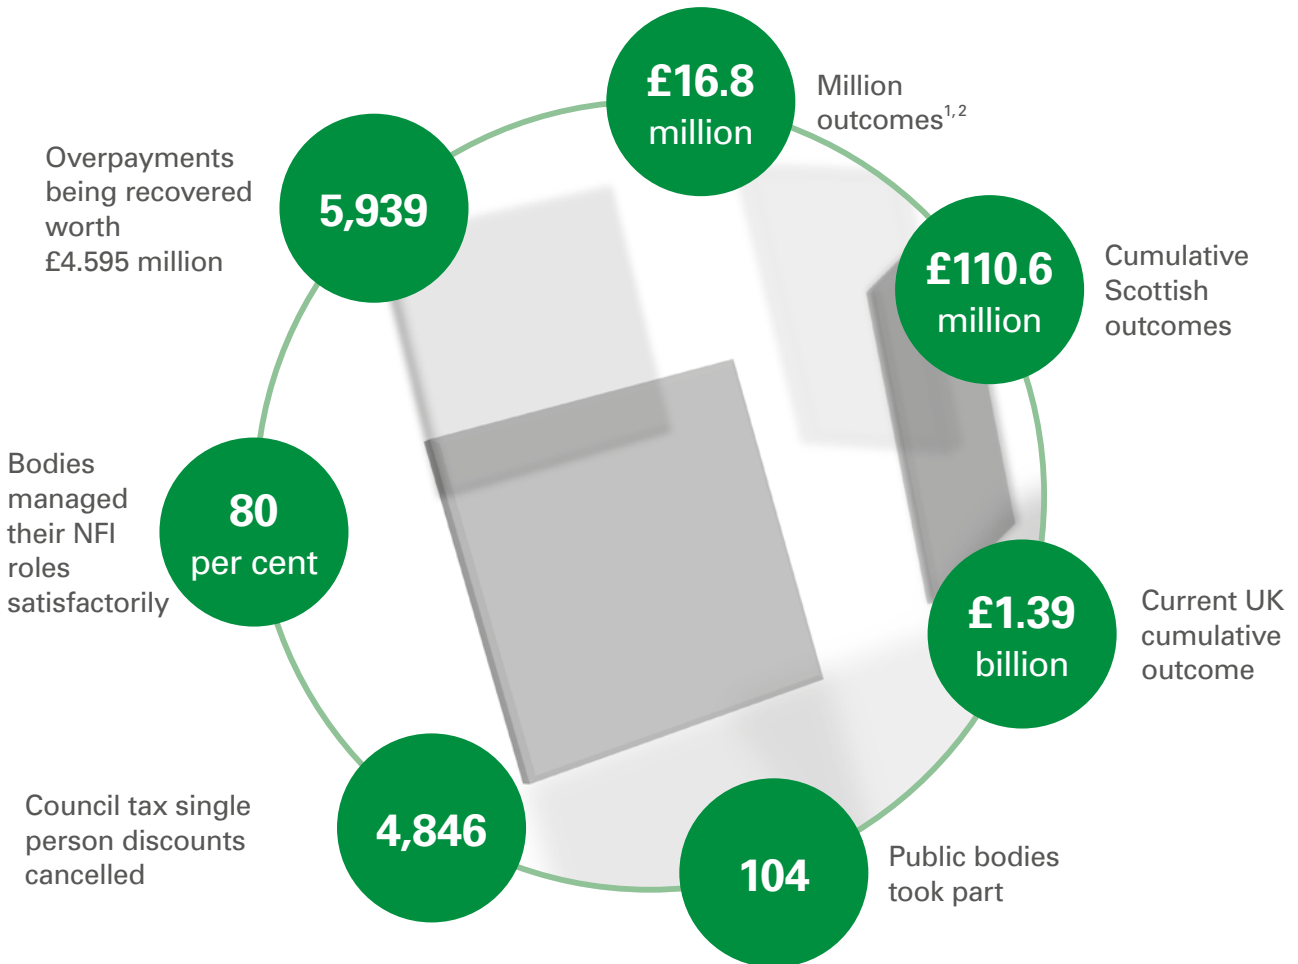 £16.8
million
Million
outcomes1,2
£110.6
million
Cumulative
Scottish
outcomes
£1.39
billion
Current UK
cumulative
outcome
104
Public bodies
took part
4,846
Council tax single
person discounts
cancelled
80
per cent
Bodies
managed
their NFI
roles
satisfactorily
5,939
Overpayments
being recovered
worth
£4.595 million